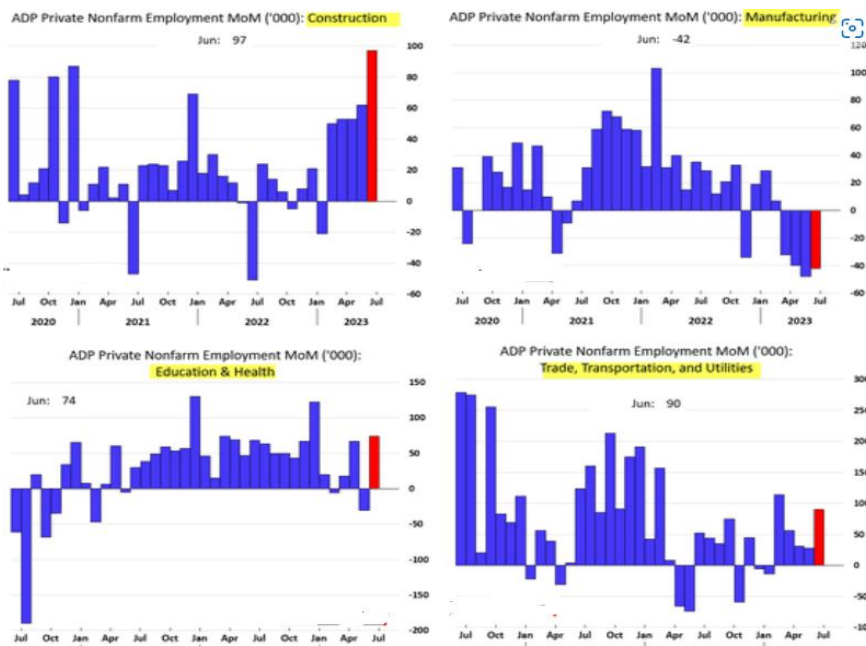 ADP Private Nonfarm Employment MoM ('000): Construction
Jun: 97
100
80
60
40
20
0
-20
-40
-60
Jul Oct Jan Apr Jul Oct Jan Apr Jul Oct Jan Apr Jul
2020 2021 2022 2023
ADP Private Nonfarm Employment MoM ('000): Manufacturing
Jun: -42
120
100
80
60
40
20
0
-20
-40
-60
Jul Oct Jan Apr Jul Oct Jan Apr Jul Oct Jan Apr Jul
2020 2021 2022 2023
ADP Private Nonfarm Employment MoM ('000):
Education & Health
Jun: 74
150
100
50
0
-50
-100
-150
-200
Jul Oct Jan Apr Jul Oct Jan Apr Jul Oct Jan Apr Jul
ADP Private Nonfarm Employment MoM ('000):
Trade, Transportation, and Utilities
Jun: 90
300
250
200
150
100
50
0
-50
-100
Jul Oct Jan Apr Jul Oct Jan Apr Jul Oct Jan Apr Jul